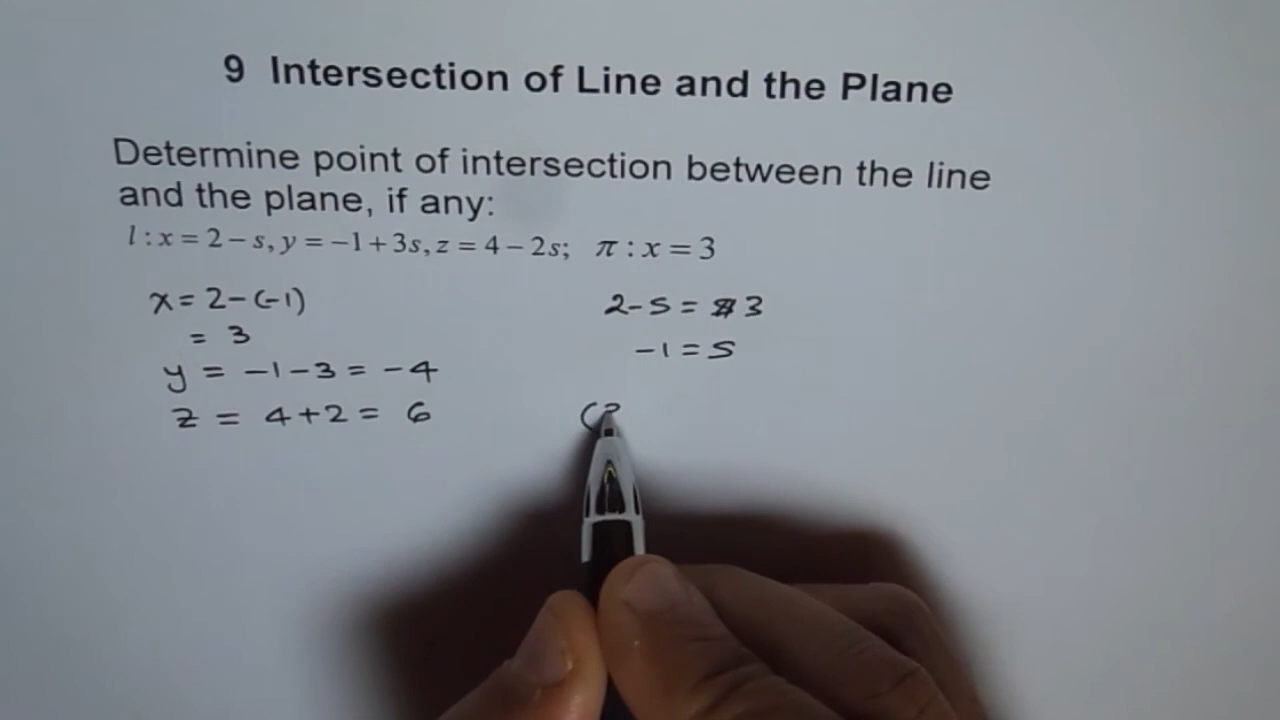 9 Intersection of Line and the Plane
Determine point of intersection between the line
and the plane, if any:
l : x = 2 − s, y = −1 + 3s, z = 4 − 2s; π : x = 3
x = 2 - (-1)
= 3
y = -1 - 3 = -4
z = 4 + 2 = 6
2 - s = 3
-1 = s
(3